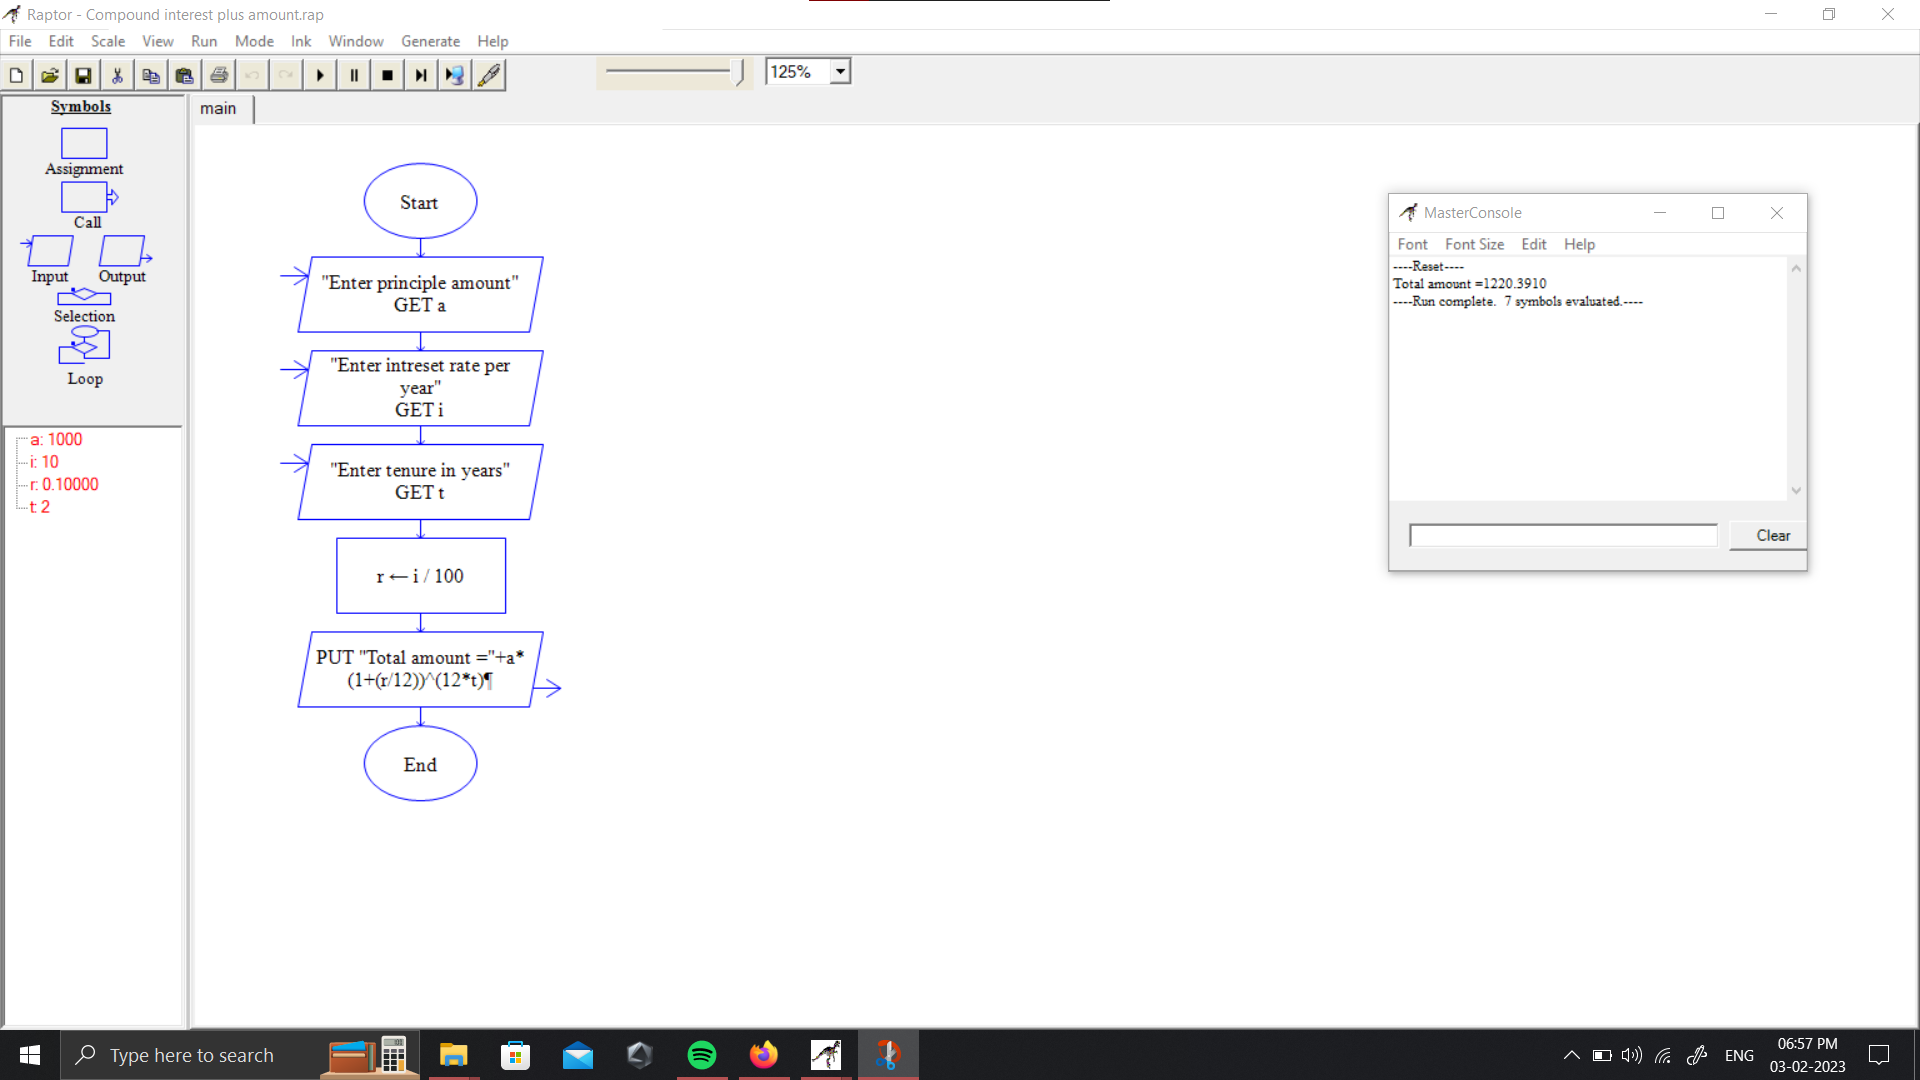 Raptor - Compound interest plus amount.rap
File Edit Scale View Run Mode Ink Window Generate Help
125%
Symbols
Assignment
Call
Input Output
Selection
Loop
a: 1000
i: 10
r: 0.10000
t: 2
main
Start
"Enter principle amount"
GET a
"Enter intreset rate per
year"
GET i
"Enter tenure in years"
GET t
r ← i / 100
PUT "Total amount ="+a*
(1+(r/12))^(12*t)¶
End
MasterConsole
Font Font Size Edit Help
----Reset----
Total amount =1220.3910
----Run complete.  7 symbols evaluated.----
Clear
Type here to search
ENG
06:57 PM
03-02-2023